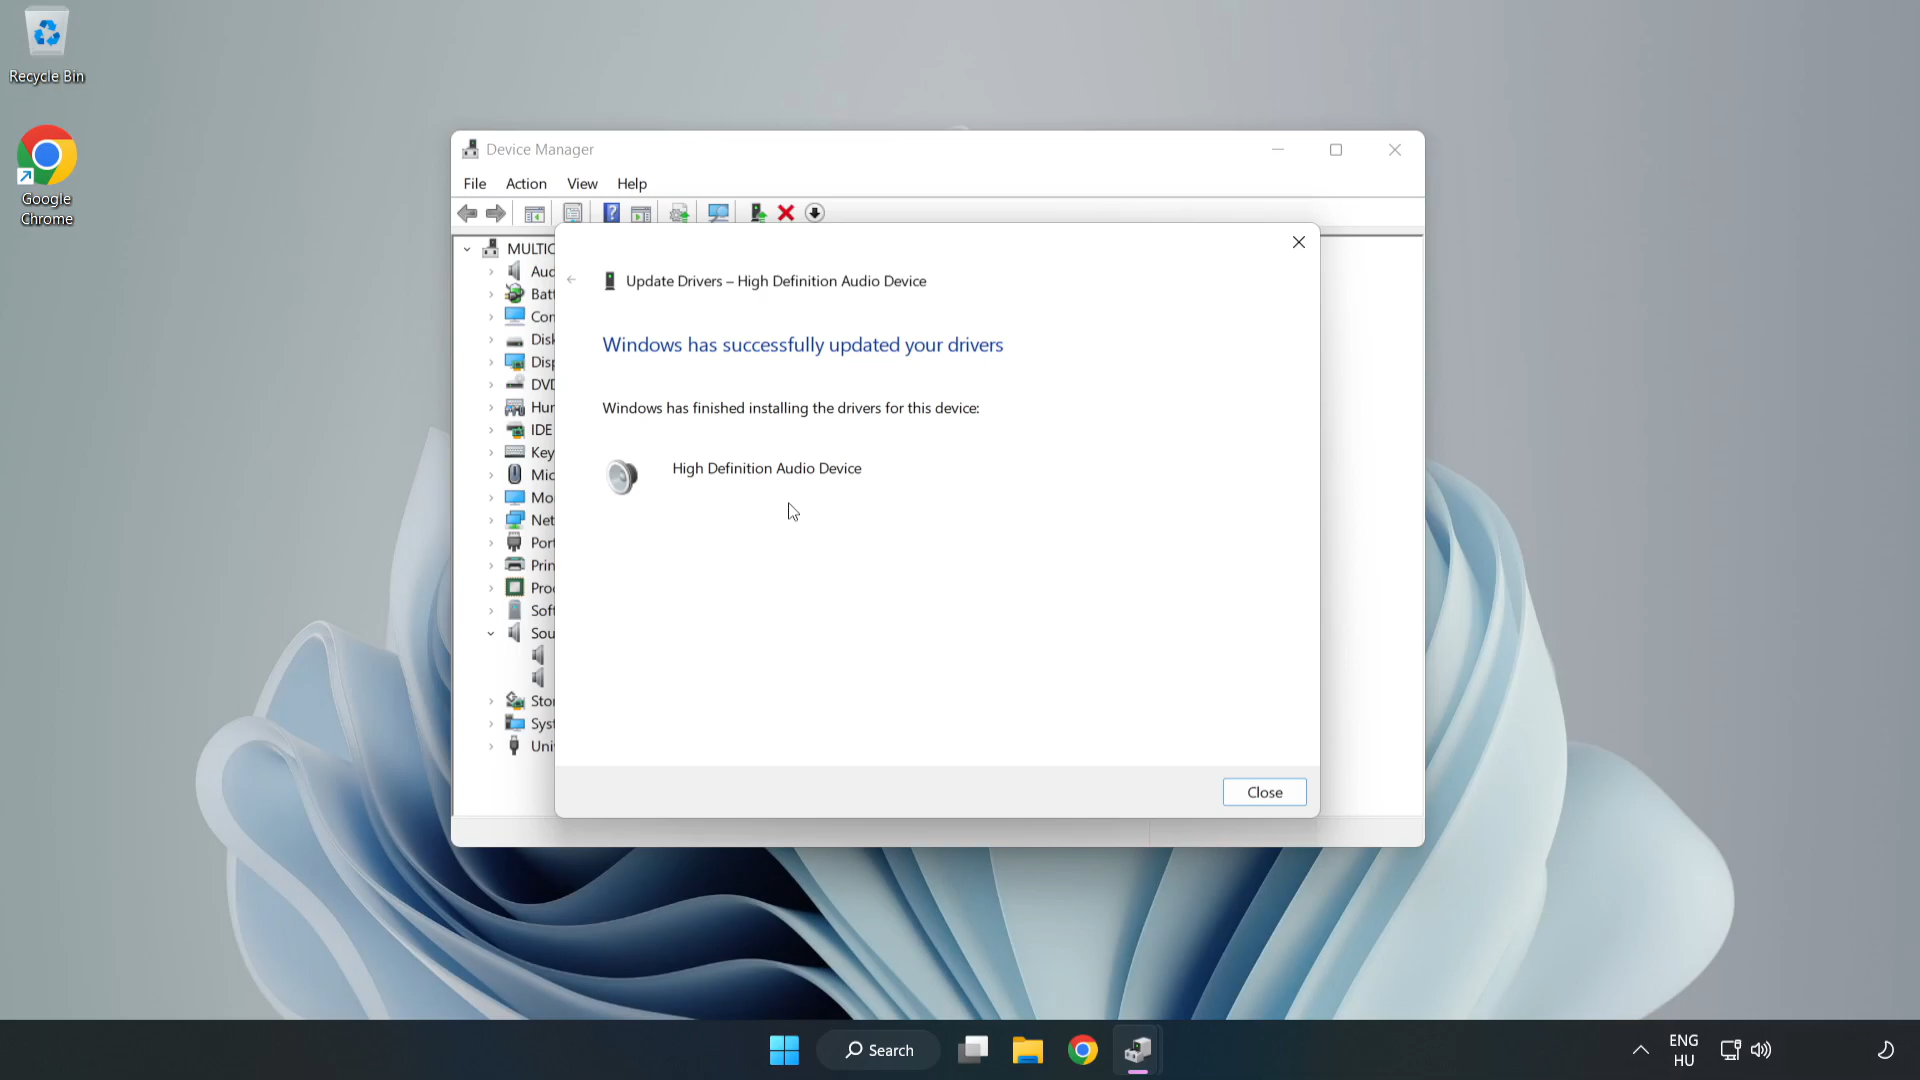 Recycle Bin
Google
Chrome
Device Manager
File Action View Help
Update Drivers – High Definition Audio Device
Windows has successfully updated your drivers
Windows has finished installing the drivers for this device:
High Definition Audio Device
Close
MULTIC
Aud
Batt
Con
Disk
Disp
DVD
Hur
IDE
Key
Mic
Mor
Net
Port
Prin
Proc
Soft
Sou
Stor
Syst
Uni
Search
ENG
HU